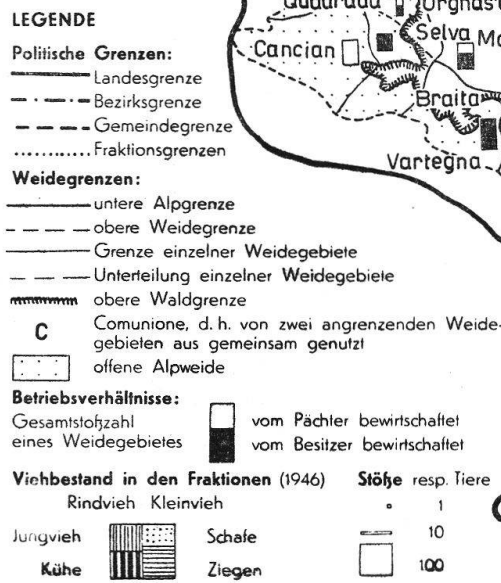 Quadrada
LEGENDE
Selva
Cancian
Politische Grenzen:
Landesgrenze
Bezirksgrenze
Braita
Gemeindegrenze
Fraktionsgrenzen
Vartegna
Weidegrenzen:
untere Alpgrenze
obere Weidegrenze
Grenze einzelner Weidegebiete
Unterteilung einzelner Weidegebiete
obere Waldgrenze
C Comunione, d. h. von zwei angrenzenden Weide-
gebieten aus gemeinsam genutzt
offene Alpweide
Betriebsverhältnisse:
Gesamtstoßzahl vom Pächter bewirtschaftet
eines Weidegebietes vom Besitzer bewirtschaftet
Viehbestand in den Fraktionen (1946) Stöße resp. Tiere
Rindvieh Kleinvieh 1
Jungvieh Schafe 10
Kühe Ziegen 100